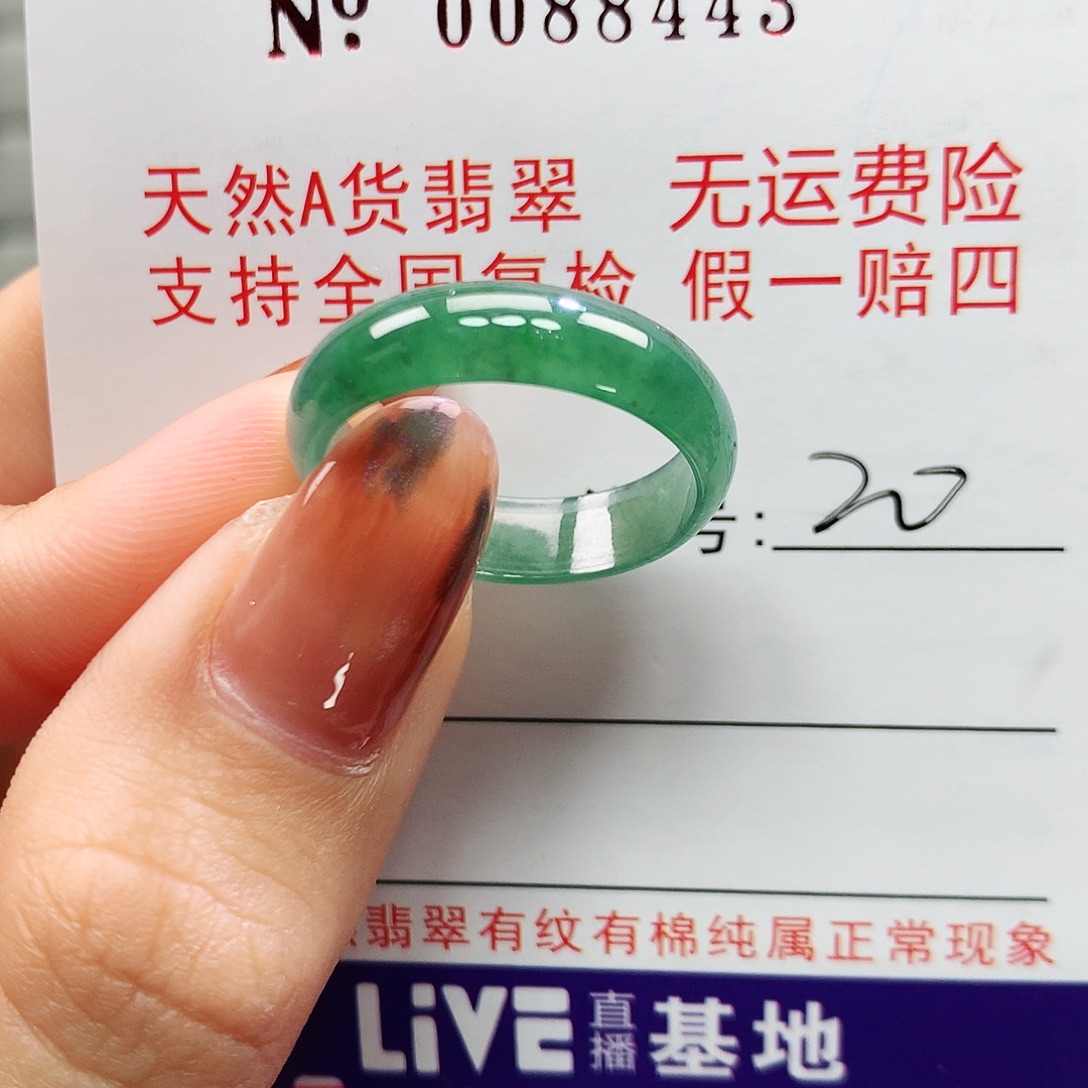 No. 0088443
天然A货翡翠 无运费险
支持全国复检 假一赔四
号: 20
翡翠有纹有棉纯属正常现象
LiVE 直播 基地